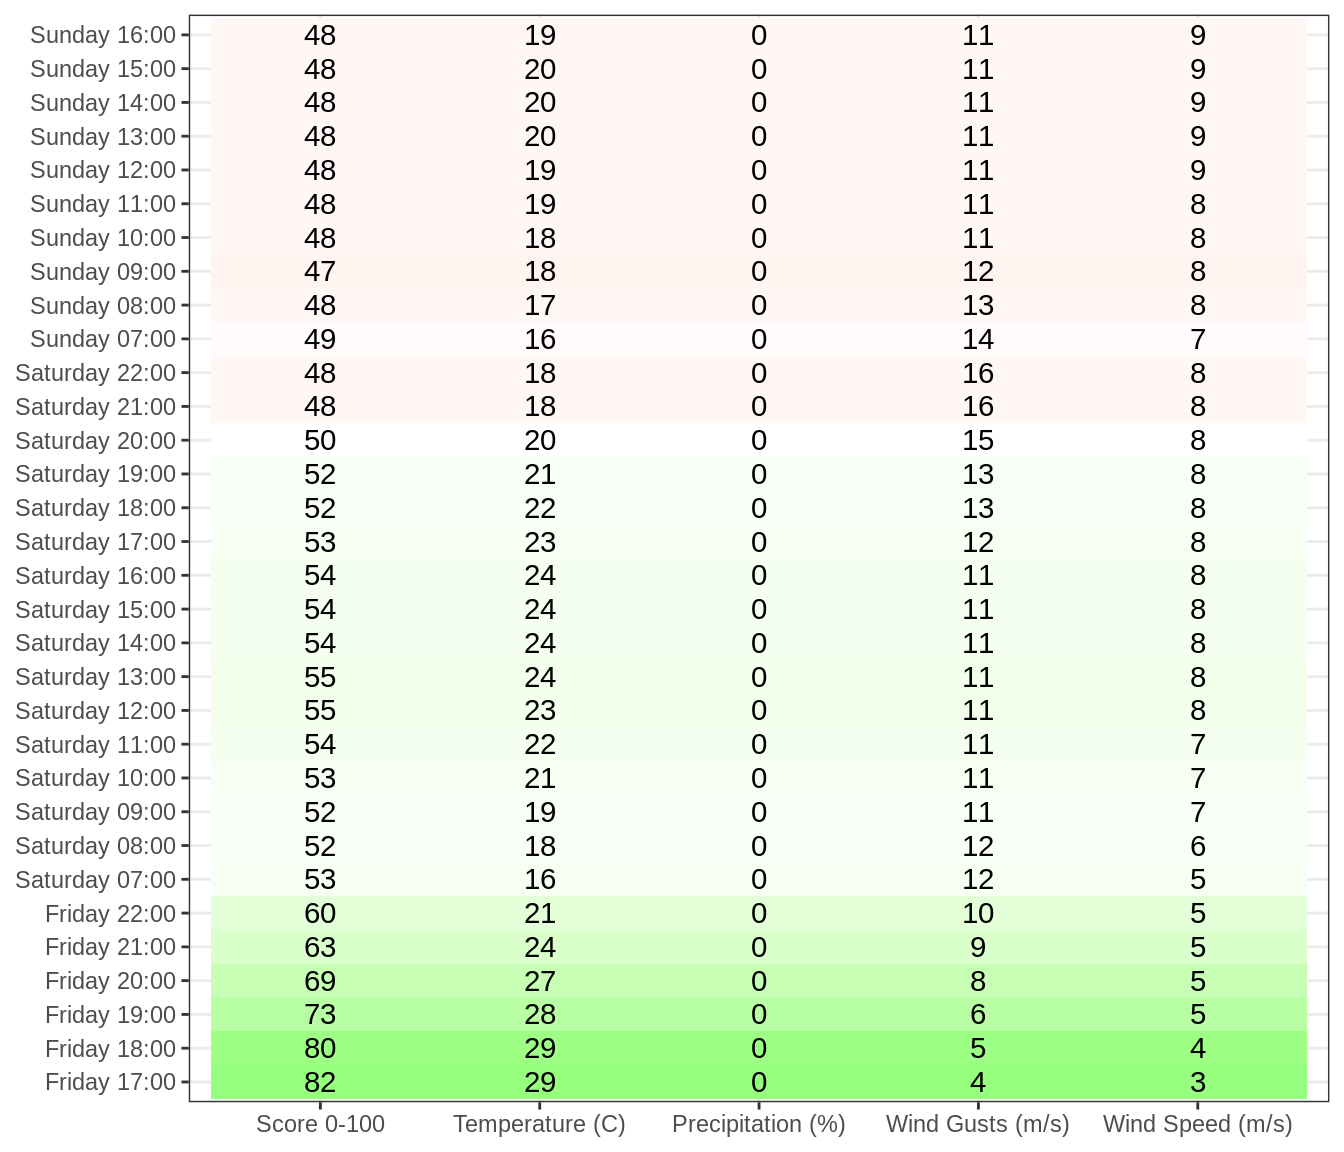 Sunday 16:00 48 19 0 11 9
Sunday 15:00 48 20 0 11 9
Sunday 14:00 48 20 0 11 9
Sunday 13:00 48 20 0 11 9
Sunday 12:00 48 19 0 11 9
Sunday 11:00 48 19 0 11 8
Sunday 10:00 48 18 0 11 8
Sunday 09:00 47 18 0 12 8
Sunday 08:00 48 17 0 13 8
Sunday 07:00 49 16 0 14 7
Saturday 22:00 48 18 0 16 8
Saturday 21:00 48 18 0 16 8
Saturday 20:00 50 20 0 15 8
Saturday 19:00 52 21 0 13 8
Saturday 18:00 52 22 0 13 8
Saturday 17:00 53 23 0 12 8
Saturday 16:00 54 24 0 11 8
Saturday 15:00 54 24 0 11 8
Saturday 14:00 54 24 0 11 8
Saturday 13:00 55 24 0 11 8
Saturday 12:00 55 23 0 11 8
Saturday 11:00 54 22 0 11 7
Saturday 10:00 53 21 0 11 7
Saturday 09:00 52 19 0 11 7
Saturday 08:00 52 18 0 12 6
Saturday 07:00 53 16 0 12 5
Friday 22:00 60 21 0 10 5
Friday 21:00 63 24 0 9 5
Friday 20:00 69 27 0 8 5
Friday 19:00 73 28 0 6 5
Friday 18:00 80 29 0 5 4
Friday 17:00 82 29 0 4 3
Score 0-100 Temperature (C) Precipitation (%) Wind Gusts (m/s) Wind Speed (m/s)